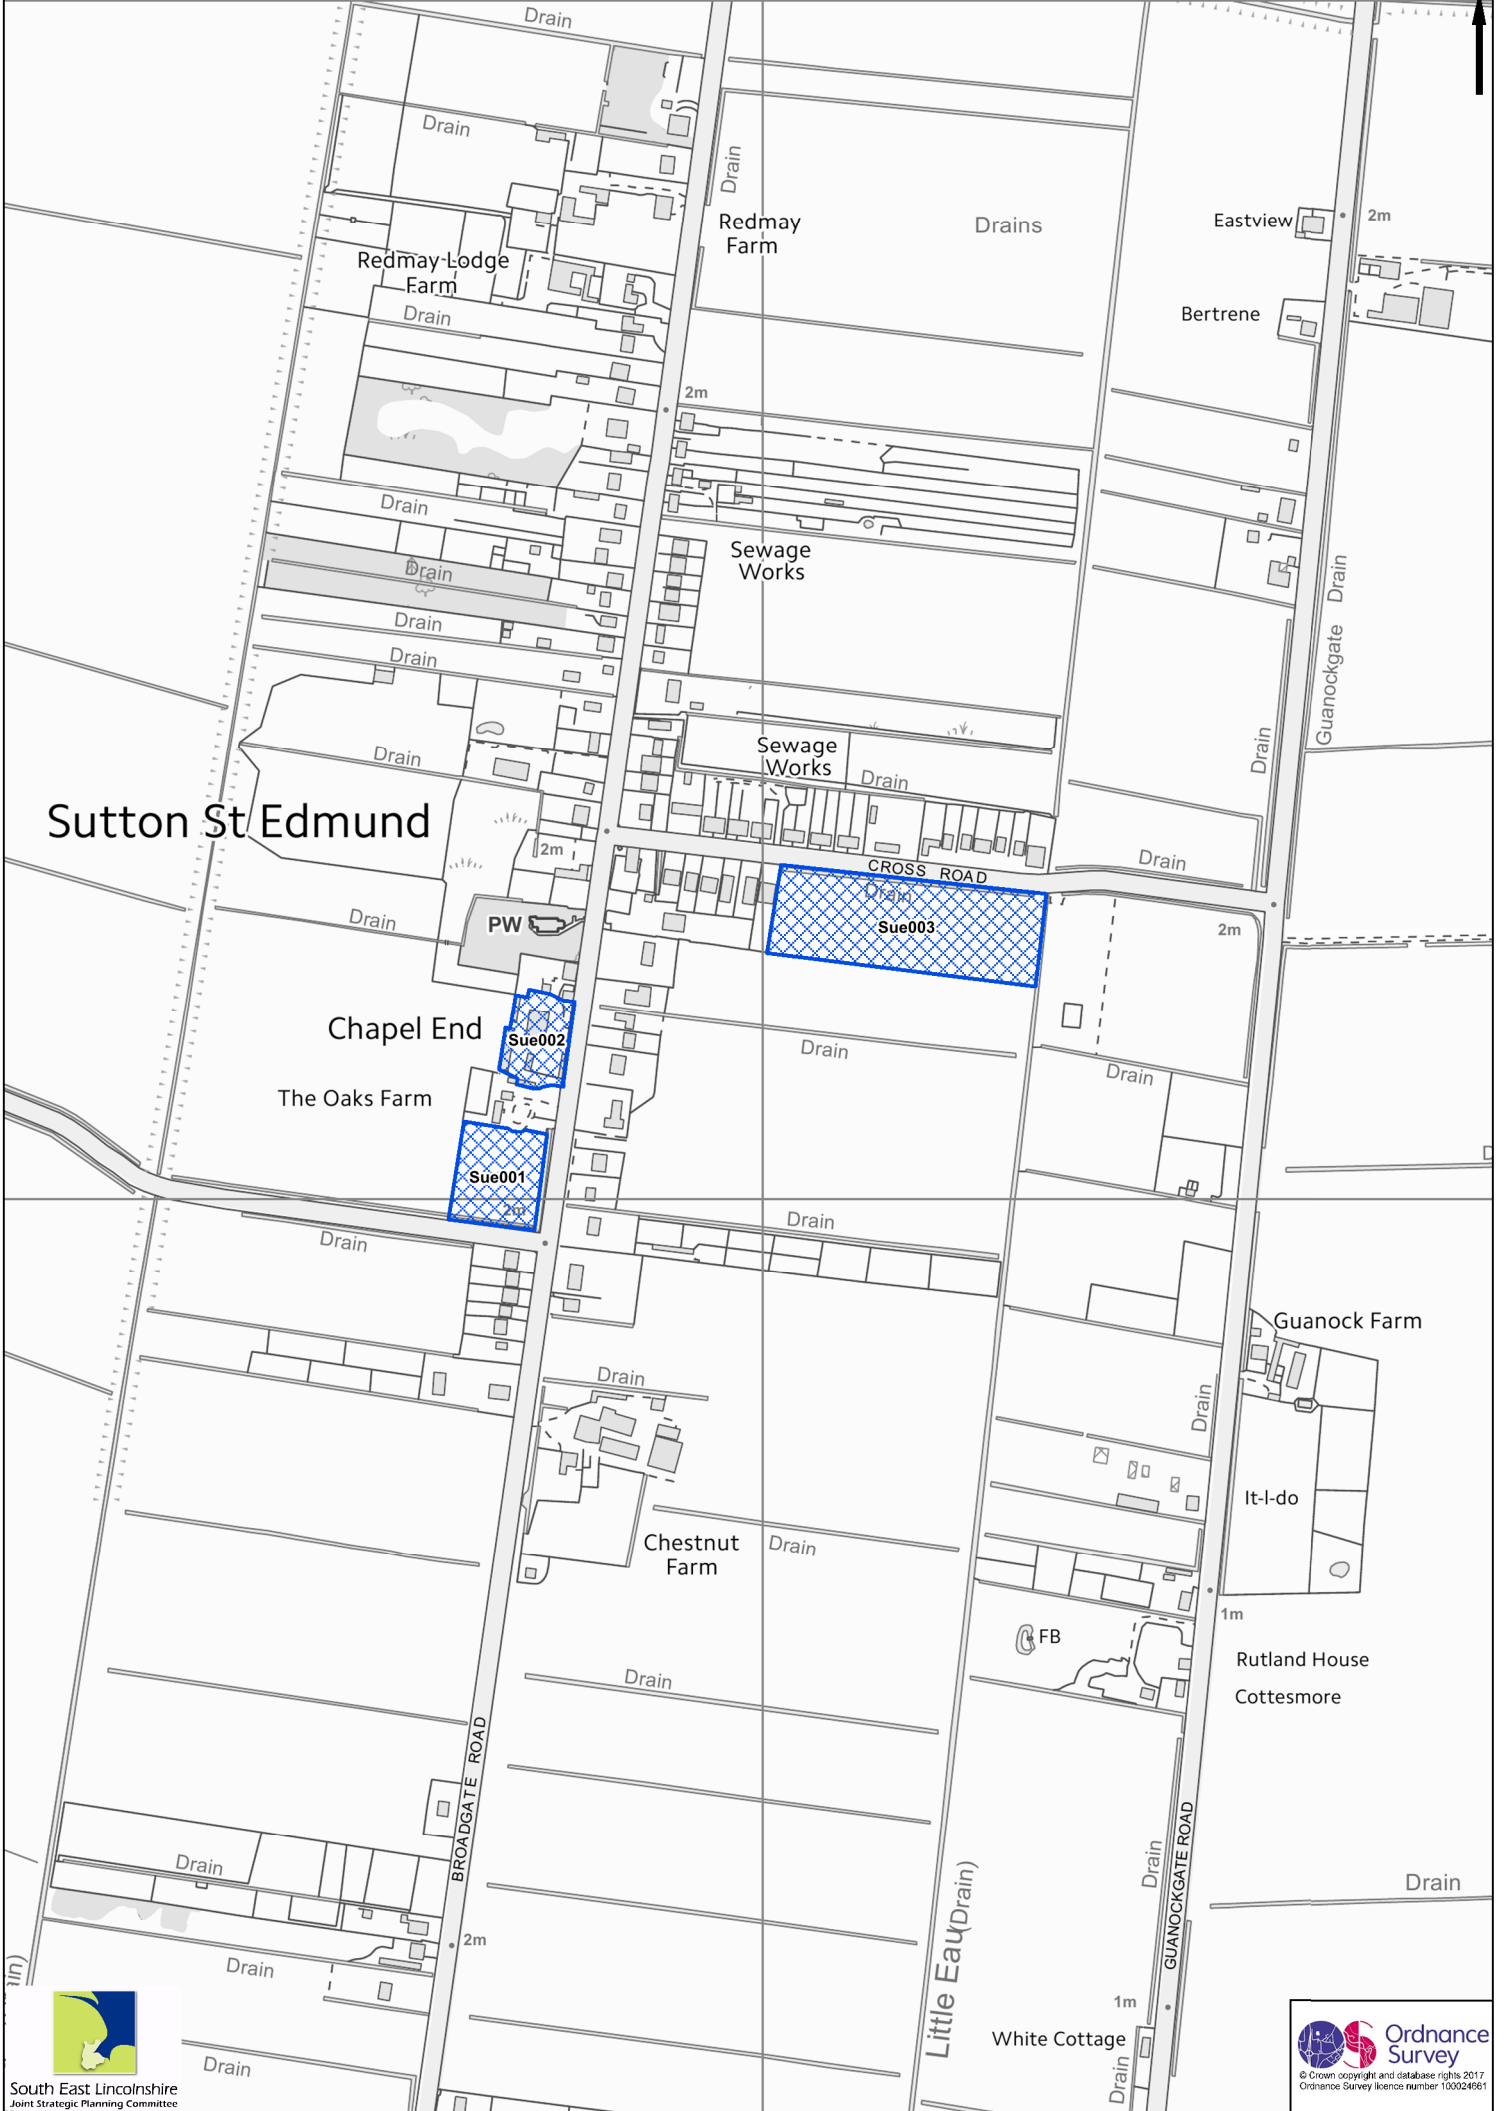 Drain
Drain
Drain
Redmay
Farm
Drains
Eastview
2m
Redmay Lodge
Farm
Drain
Bertrene
2m
Drain
Sewage
Works
Drain
Drain
Drain
Drain
Guanockgate Drain
Drain
Sewage
Works
Drain
Drain
Sutton St Edmund
2m
CROSS ROAD
Drain
Drain
Sue003
Drain
PW
2m
Chapel End
Sue002
Drain
Drain
The Oaks Farm
Sue001
2m
Drain
Drain
Guanock Farm
Drain
Drain
It-l-do
Chestnut
Farm
Drain
1m
FB
Rutland House
Cottesmore
Drain
BROADGATE ROAD
GUANOCKGATE ROAD
Drain
Drain
Drain
Little Eau
(Drain)
2m
Drain
1m
White Cottage
Drain
Drain
South East Lincolnshire
Joint Strategic Planning Committee
Ordnance
Survey
© Crown copyright and database rights 2017
Ordnance Survey licence number 100024661